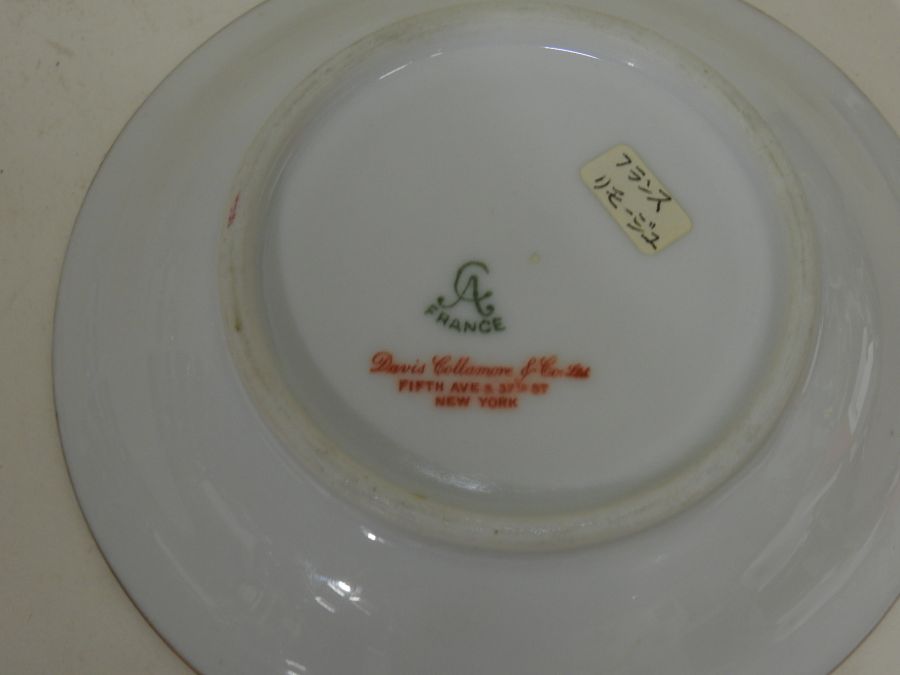 フランス
リモージュ
CA
FRANCE
Davis Collamore & Co. Ltd.
FIFTH AVE & 37TH ST
NEW YORK